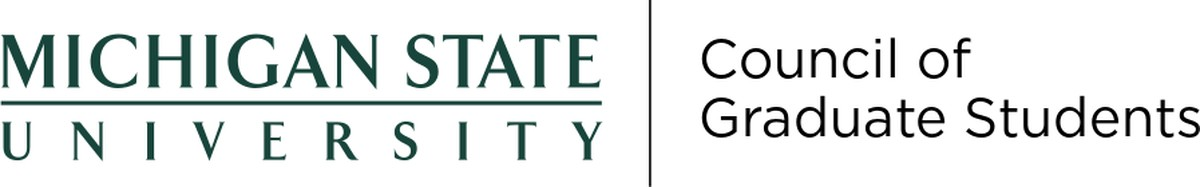 MICHIGAN STATE
UNIVERSITY
Council of
Graduate Students